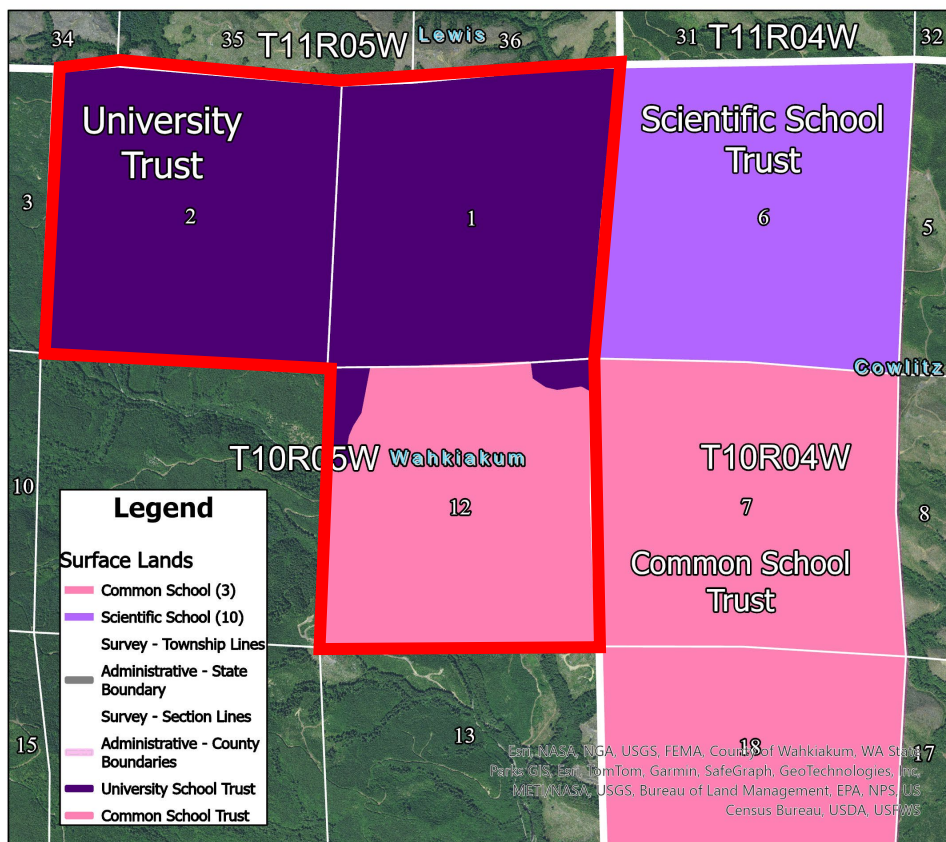 34
35
T11R05W
Lewis
36
31
T11R04W
32
University
Trust
Scientific School
Trust
3
2
1
6
5
Cowlitz
T10R05W
Wahkiakum
T10R04W
10
12
7
8
Common School
Trust
Legend
Surface Lands
Common School (3)
Scientific School (10)
Survey - Township Lines
Administrative - State
Boundary
Survey - Section Lines
Administrative - County
Boundaries
University School Trust
Common School Trust
15
13
18
17
Esri, NASA, NGA, USGS, FEMA, County of Wahkiakum, WA State
Parks GIS, Esri, TomTom, Garmin, SafeGraph, GeoTechnologies, Inc,
METI/NASA, USGS, Bureau of Land Management, EPA, NPS, US
Census Bureau, USDA, USFWS